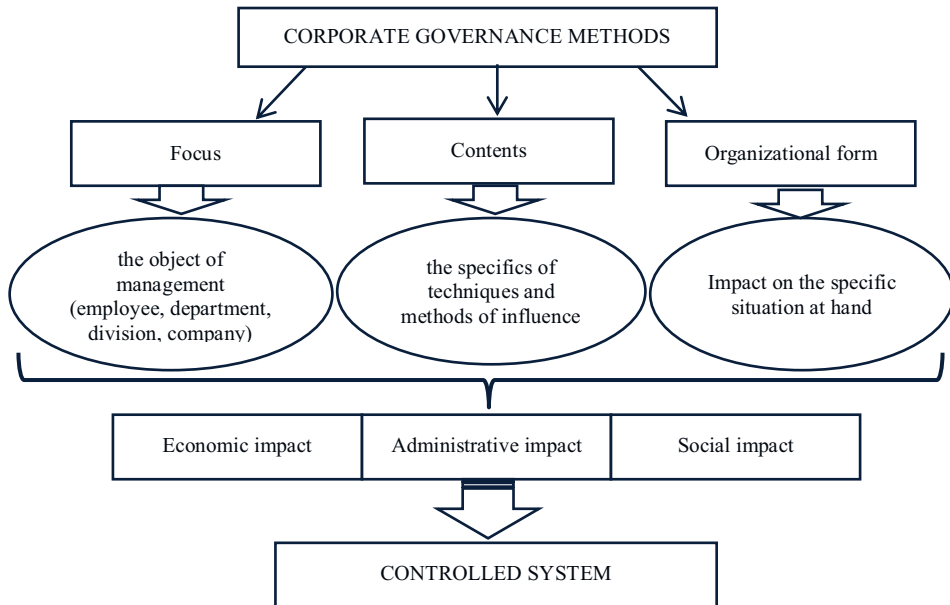 CORPORATE GOVERNANCE METHODS
Focus
Contents
Organizational form
the object of
management
(employee, department,
division, company)
the specifics of
techniques and
methods of influence
Impact on the specific
situation at hand
Economic impact
Administrative impact
Social impact
CONTROLLED SYSTEM